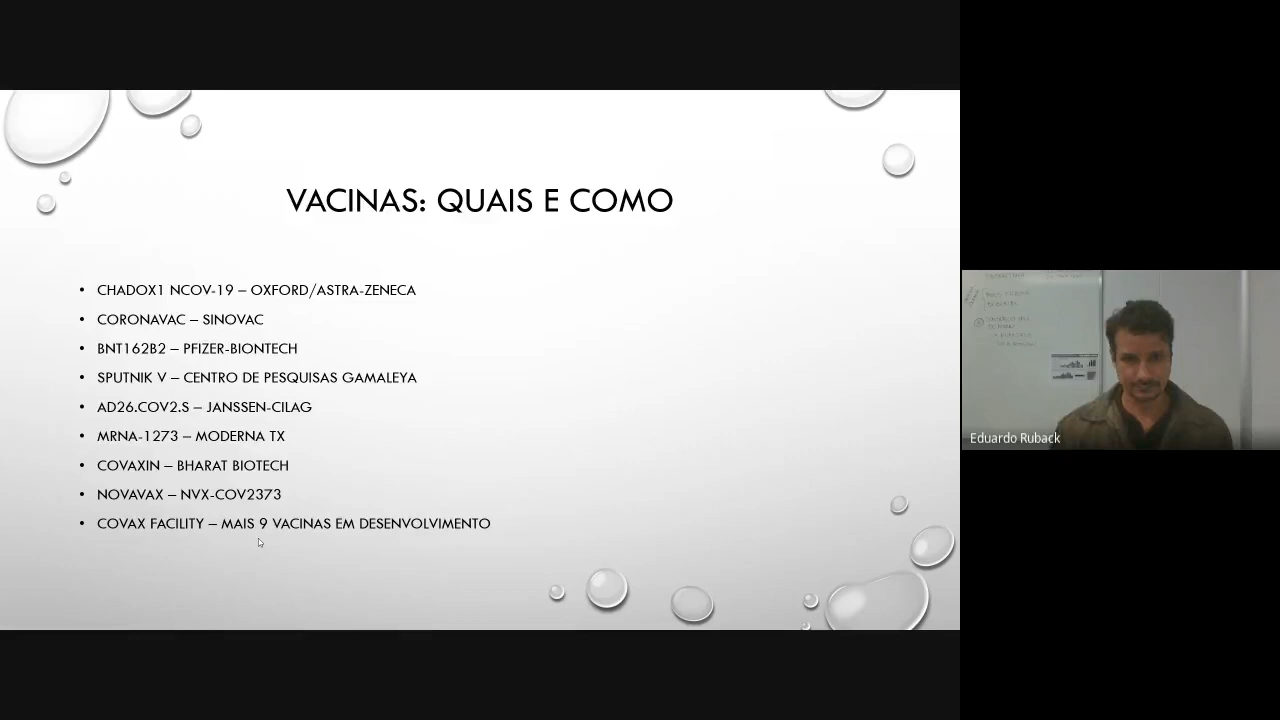 VACINAS: QUAIS E COMO
• CHADOX1 NCOV-19 – OXFORD/ASTRA-ZENECA
• CORONAVAC – SINOVAC
• BNT162B2 – PFIZER-BIONTECH
• SPUTNIK V – CENTRO DE PESQUISAS GAMALEYA
• AD26.COV2.S – JANSSEN-CILAG
• MRNA-1273 – MODERNA TX
• COVAXIN – BHARAT BIOTECH
• NOVAVAX – NVX-COV2373
• COVAX FACILITY – MAIS 9 VACINAS EM DESENVOLVIMENTO
Eduardo Ruback